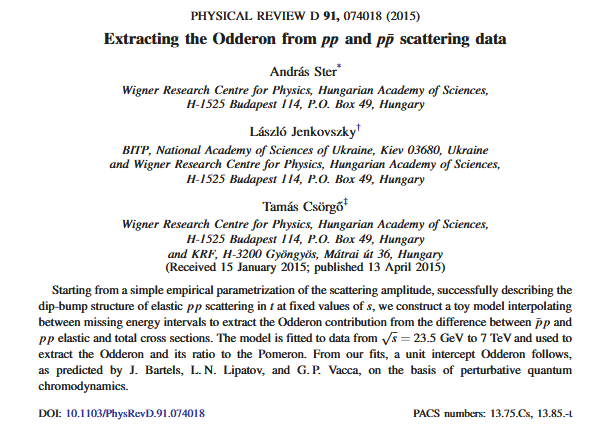 PHYSICAL REVIEW D 91, 074018 (2015)
Extracting the Odderon from pp and pp̄ scattering data
András Ster*
Wigner Research Centre for Physics, Hungarian Academy of Sciences,
H-1525 Budapest 114, P.O. Box 49, Hungary
László Jenkovszky†
BITP, National Academy of Sciences of Ukraine, Kiev 03680, Ukraine
and Wigner Research Centre for Physics, Hungarian Academy of Sciences,
H-1525 Budapest 114, P.O. Box 49, Hungary
Tamás Csörgő‡
Wigner Research Centre for Physics, Hungarian Academy of Sciences,
H-1525 Budapest 114, P.O. Box 49, Hungary
and KRF, H-3200 Gyöngyös, Mátrai út 36, Hungary
(Received 15 January 2015; published 13 April 2015)
Starting from a simple empirical parametrization of the scattering amplitude, successfully describing the
dip-bump structure of elastic pp scattering in t at fixed values of s, we construct a toy model interpolating
between missing energy intervals to extract the Odderon contribution from the difference between p̄p and
pp elastic and total cross sections. The model is fitted to data from √s = 23.5 GeV to 7 TeV and used to
extract the Odderon and its ratio to the Pomeron. From our fits, a unit intercept Odderon follows,
as predicted by J. Bartels, L. N. Lipatov, and G. P. Vacca, on the basis of perturbative quantum
chromodynamics.
DOI: 10.1103/PhysRevD.91.074018 PACS numbers: 13.75.Cs, 13.85.-t